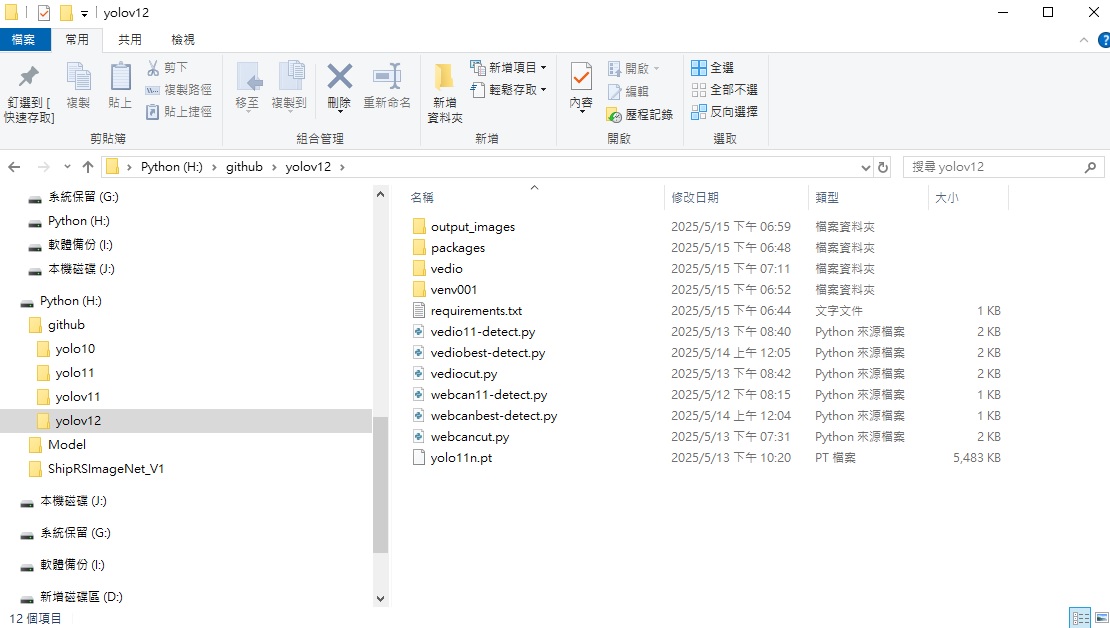 yolov12
檔案 常用 共用 檢視
釘選到 [快速存取] 複製 貼上 剪下 複製路徑 貼上捷徑
剪貼簿
移至 複製到 刪除 重新命名
組合管理
新增資料夾 新增項目 輕鬆存取
新增
內容 開啟 編輯 歷程記錄
開啟
全選 全部不選 反向選擇
選取
Python (H:) › github › yolov12 ›
搜尋 yolov12
系統保留 (G:)
Python (H:)
軟體備份 (I:)
本機磁碟 (J:)
Python (H:)
github
yolo10
yolo11
yolov11
yolov12
Model
ShipRSImageNet_V1
本機磁碟 (J:)
系統保留 (G:)
軟體備份 (I:)
新增磁碟區 (D:)
名稱 修改日期 類型 大小
output_images 2025/5/15 下午 06:59 檔案資料夾
packages 2025/5/15 下午 06:48 檔案資料夾
vedio 2025/5/15 下午 07:11 檔案資料夾
venv001 2025/5/15 下午 06:52 檔案資料夾
requirements.txt 2025/5/15 下午 06:44 文字文件 1 KB
vedio11-detect.py 2025/5/13 下午 08:40 Python 來源檔案 2 KB
vediobest-detect.py 2025/5/14 上午 12:05 Python 來源檔案 2 KB
vediocut.py 2025/5/13 下午 08:42 Python 來源檔案 2 KB
webcan11-detect.py 2025/5/12 下午 08:15 Python 來源檔案 1 KB
webcanbest-detect.py 2025/5/14 上午 12:04 Python 來源檔案 1 KB
webcancut.py 2025/5/13 下午 07:31 Python 來源檔案 2 KB
yolo11n.pt 2025/5/13 下午 10:20 PT 檔案 5,483 KB
12 個項目